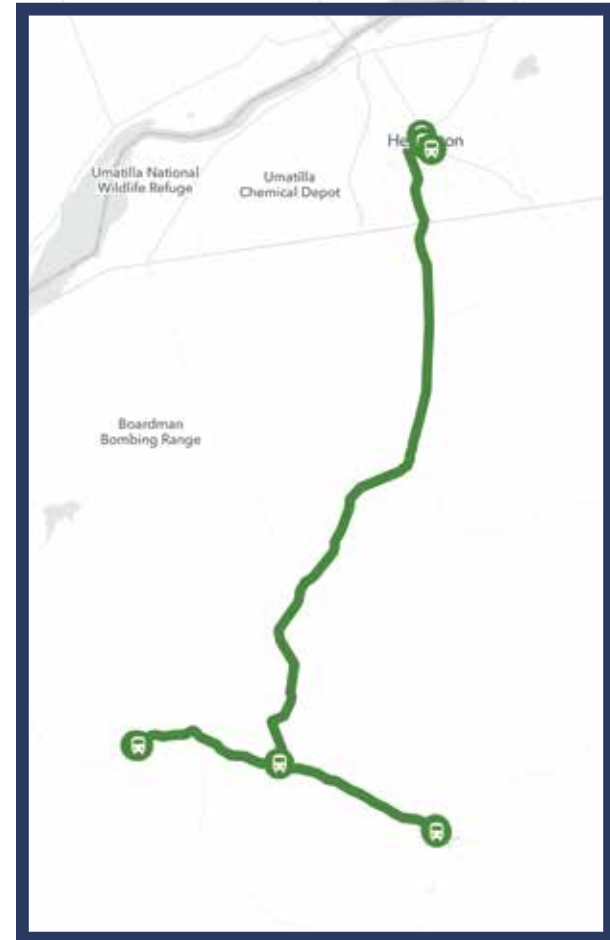 Umatilla National
Wildlife Refuge
Umatilla
Chemical Depot
Boardman
Bombing Range